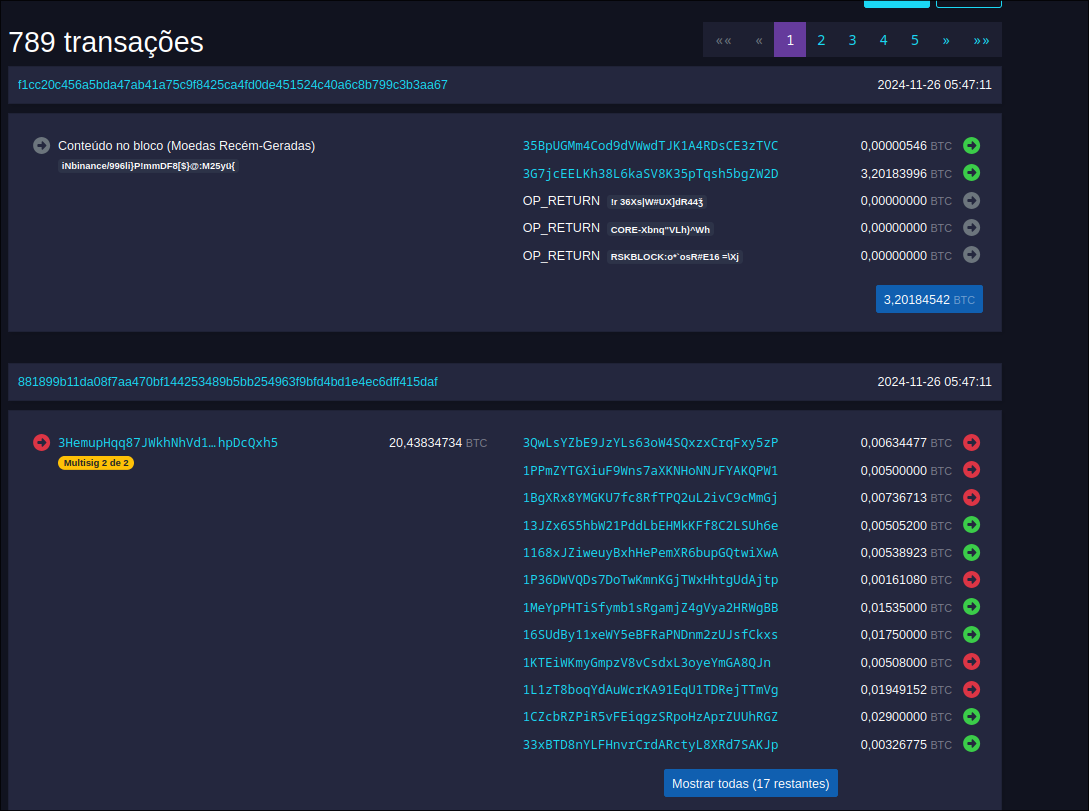 789 transações
«« « 1 2 3 4 5 » »»
f1cc20c456a5bda47ab41a75c9f8425ca4fd0de451524c40a6c8b799c3b3aa67 2024-11-26 05:47:11
Conteúdo no bloco (Moedas Recém-Geradas) 35BpUGMm4Cod9dVWwdTJK1A4RDsCE3zTVC 0,00000546 BTC
iNbinance/996li}P!mmDF8[$}@:M25yü{
3G7jcEELKh38L6kaSV8K35pTqsh5bgZW2D 3,20183996 BTC
OP_RETURN !r 36Xs|W#UX]dR44ǯ 0,00000000 BTC
OP_RETURN CORE-Xbnq"VLh)^Wh 0,00000000 BTC
OP_RETURN RSKBLOCK:o*`osR#E16 =\Xj 0,00000000 BTC
3,20184542 BTC
881899b11da08f7aa470bf144253489b5bb254963f9bfd4bd1e4ec6dff415daf 2024-11-26 05:47:11
3HemupHqq87JWkhNhVd1…hpDcQxh5 20,43834734 BTC 3QwLsYZbE9JzYLs63oW4SQxzxCrqFxy5zP 0,00634477 BTC
Multisig 2 de 2
1PPmZYTGXiuF9Wns7aXKNHoNNJFYAKQPW1 0,00500000 BTC
1BgXRx8YMGKU7fc8RfTPQ2uL2ivC9cMmGj 0,00736713 BTC
13JZx6S5hbW21PddLbEHMkKFf8C2LSUh6e 0,00505200 BTC
1168xJZiweuyBxhHePemXR6bupGQtwiXwA 0,00538923 BTC
1P36DWVQDs7DoTwKmnKGjTWxHhtgUdAjtp 0,00161080 BTC
1MeYpPHTiSfymb1sRgamjZ4gVya2HRWgBB 0,01535000 BTC
16SUdBy11xeWY5eBFRaPNDnm2zUJsfCkxs 0,01750000 BTC
1KTEiWKmyGmpzV8vCsdxL3oyeYmGA8QJn 0,00508000 BTC
1L1zT8boqYdAuWcrKA91EqU1TDRejTTmVg 0,01949152 BTC
1CZcbRZPiR5vFEiqgzSRpoHzAprZUUhRGZ 0,02900000 BTC
33xBTD8nYLFHnvrCrdARctyL8XRd7SAKJp 0,00326775 BTC
Mostrar todas (17 restantes)